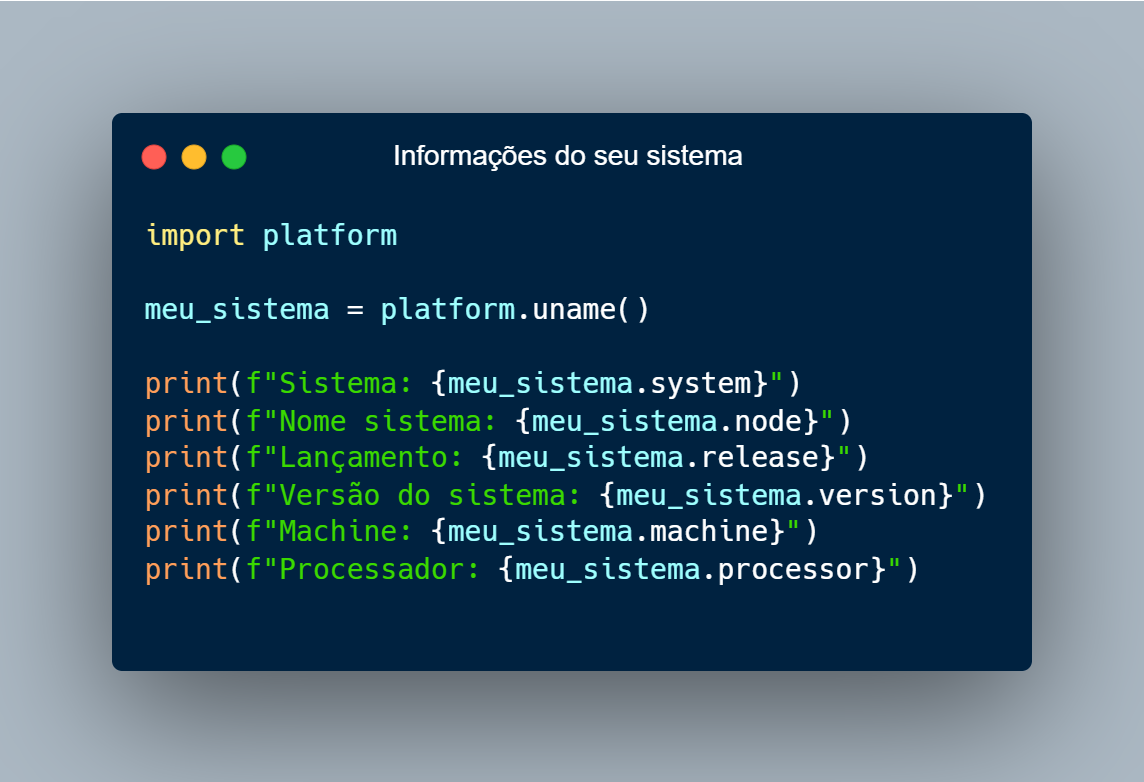 Informações do seu sistema
import platform
meu_sistema = platform.uname()
print(f"Sistema: {meu_sistema.system}")
print(f"Nome sistema: {meu_sistema.node}")
print(f"Lançamento: {meu_sistema.release}")
print(f"Versão do sistema: {meu_sistema.version}")
print(f"Machine: {meu_sistema.machine}")
print(f"Processador: {meu_sistema.processor}")